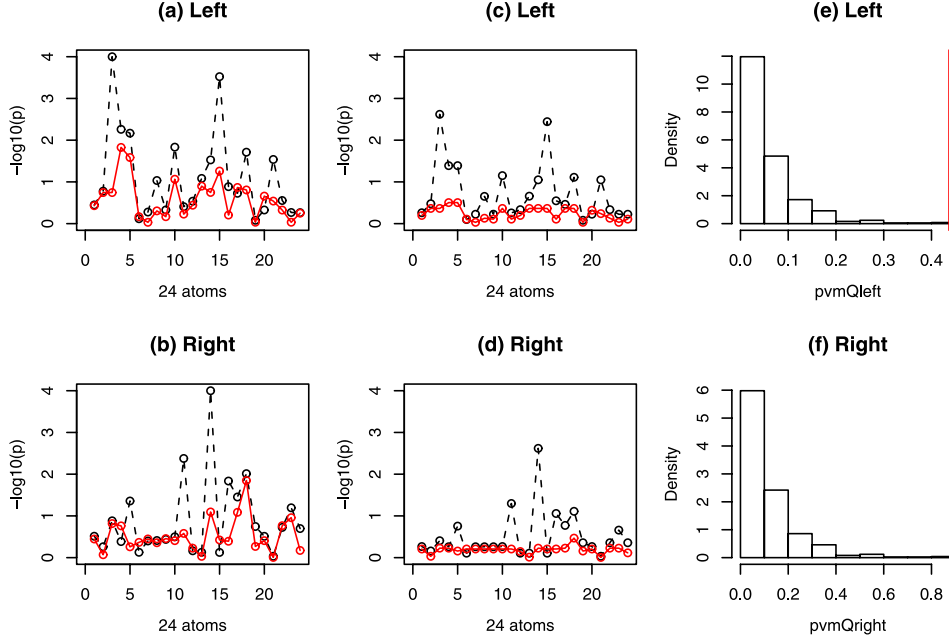 (a) Left
(c) Left
(e) Left
−log10(p)
0 1 2 3 4
0 5 10 15 20
24 atoms
−log10(p)
0 1 2 3 4
0 5 10 15 20
24 atoms
Density
0 2 4 6 8 10
0.0 0.1 0.2 0.3 0.4
pvmQleft
(b) Right
(d) Right
(f) Right
−log10(p)
0 1 2 3 4
0 5 10 15 20
24 atoms
−log10(p)
0 1 2 3 4
0 5 10 15 20
24 atoms
Density
0 1 2 3 4 5 6
0.0 0.2 0.4 0.6 0.8
pvmQright